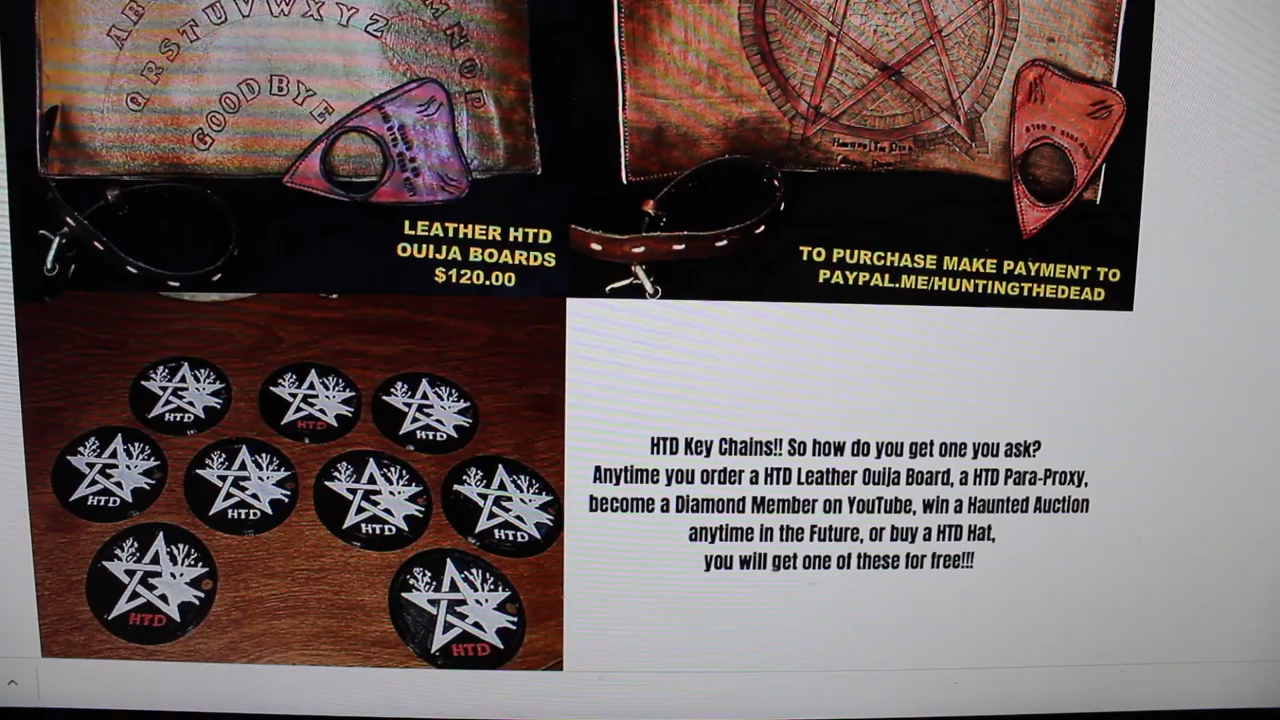 AB
TUVWXYZ
MNOP
QRS
GOODBYE
LEATHER HTD
OUIJA BOARDS
$120.00
TO PURCHASE MAKE PAYMENT TO
PAYPAL.ME/HUNTINGTHEDEAD
HTD
HTD
HTD
HTD
HTD
HTD
HTD
HTD
HTD
HTD Key Chains!! So how do you get one you ask?
Anytime you order a HTD Leather Ouija Board, a HTD Para-Proxy,
become a Diamond Member on YouTube, win a Haunted Auction
anytime in the Future, or buy a HTD Hat,
you will get one of these for free!!!